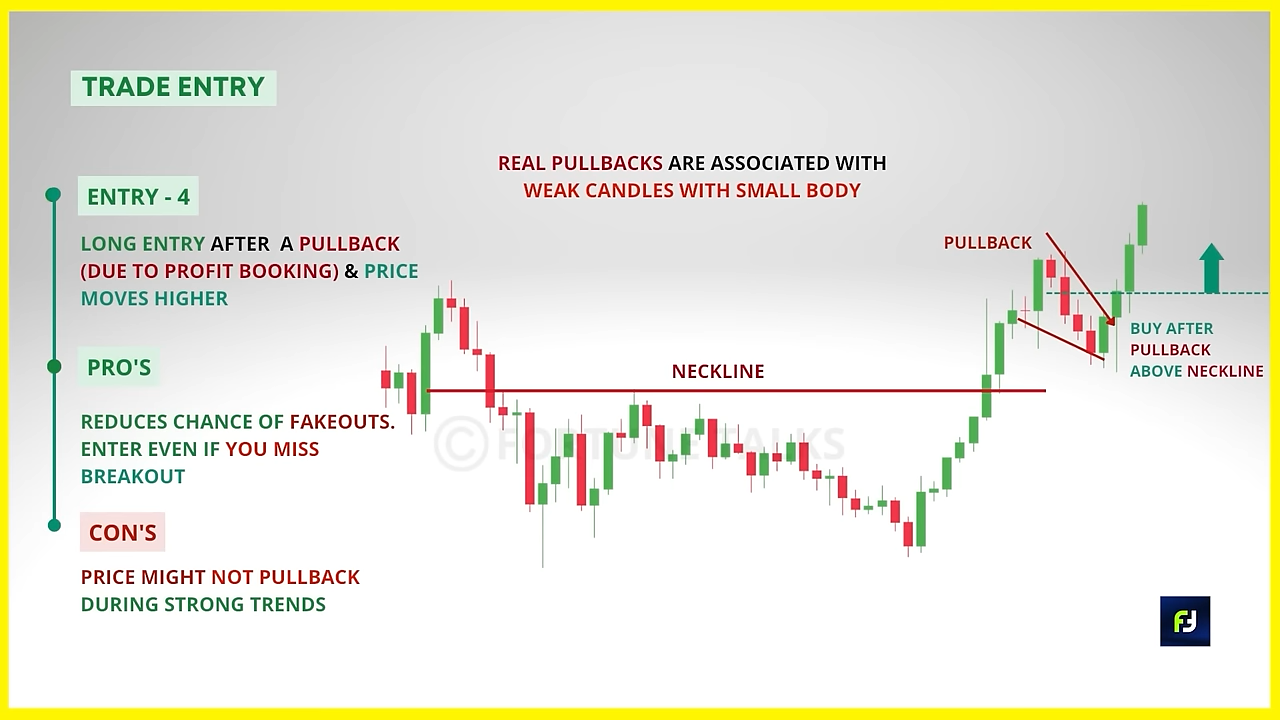 TRADE ENTRY
ENTRY - 4
LONG ENTRY AFTER A PULLBACK
(DUE TO PROFIT BOOKING) & PRICE
MOVES HIGHER
PRO'S
REDUCES CHANCE OF FAKEOUTS.
ENTER EVEN IF YOU MISS
BREAKOUT
CON'S
PRICE MIGHT NOT PULLBACK
DURING STRONG TRENDS
REAL PULLBACKS ARE ASSOCIATED WITH
WEAK CANDLES WITH SMALL BODY
PULLBACK
NECKLINE
BUY AFTER
PULLBACK
ABOVE NECKLINE
© FORTUNE TALKS